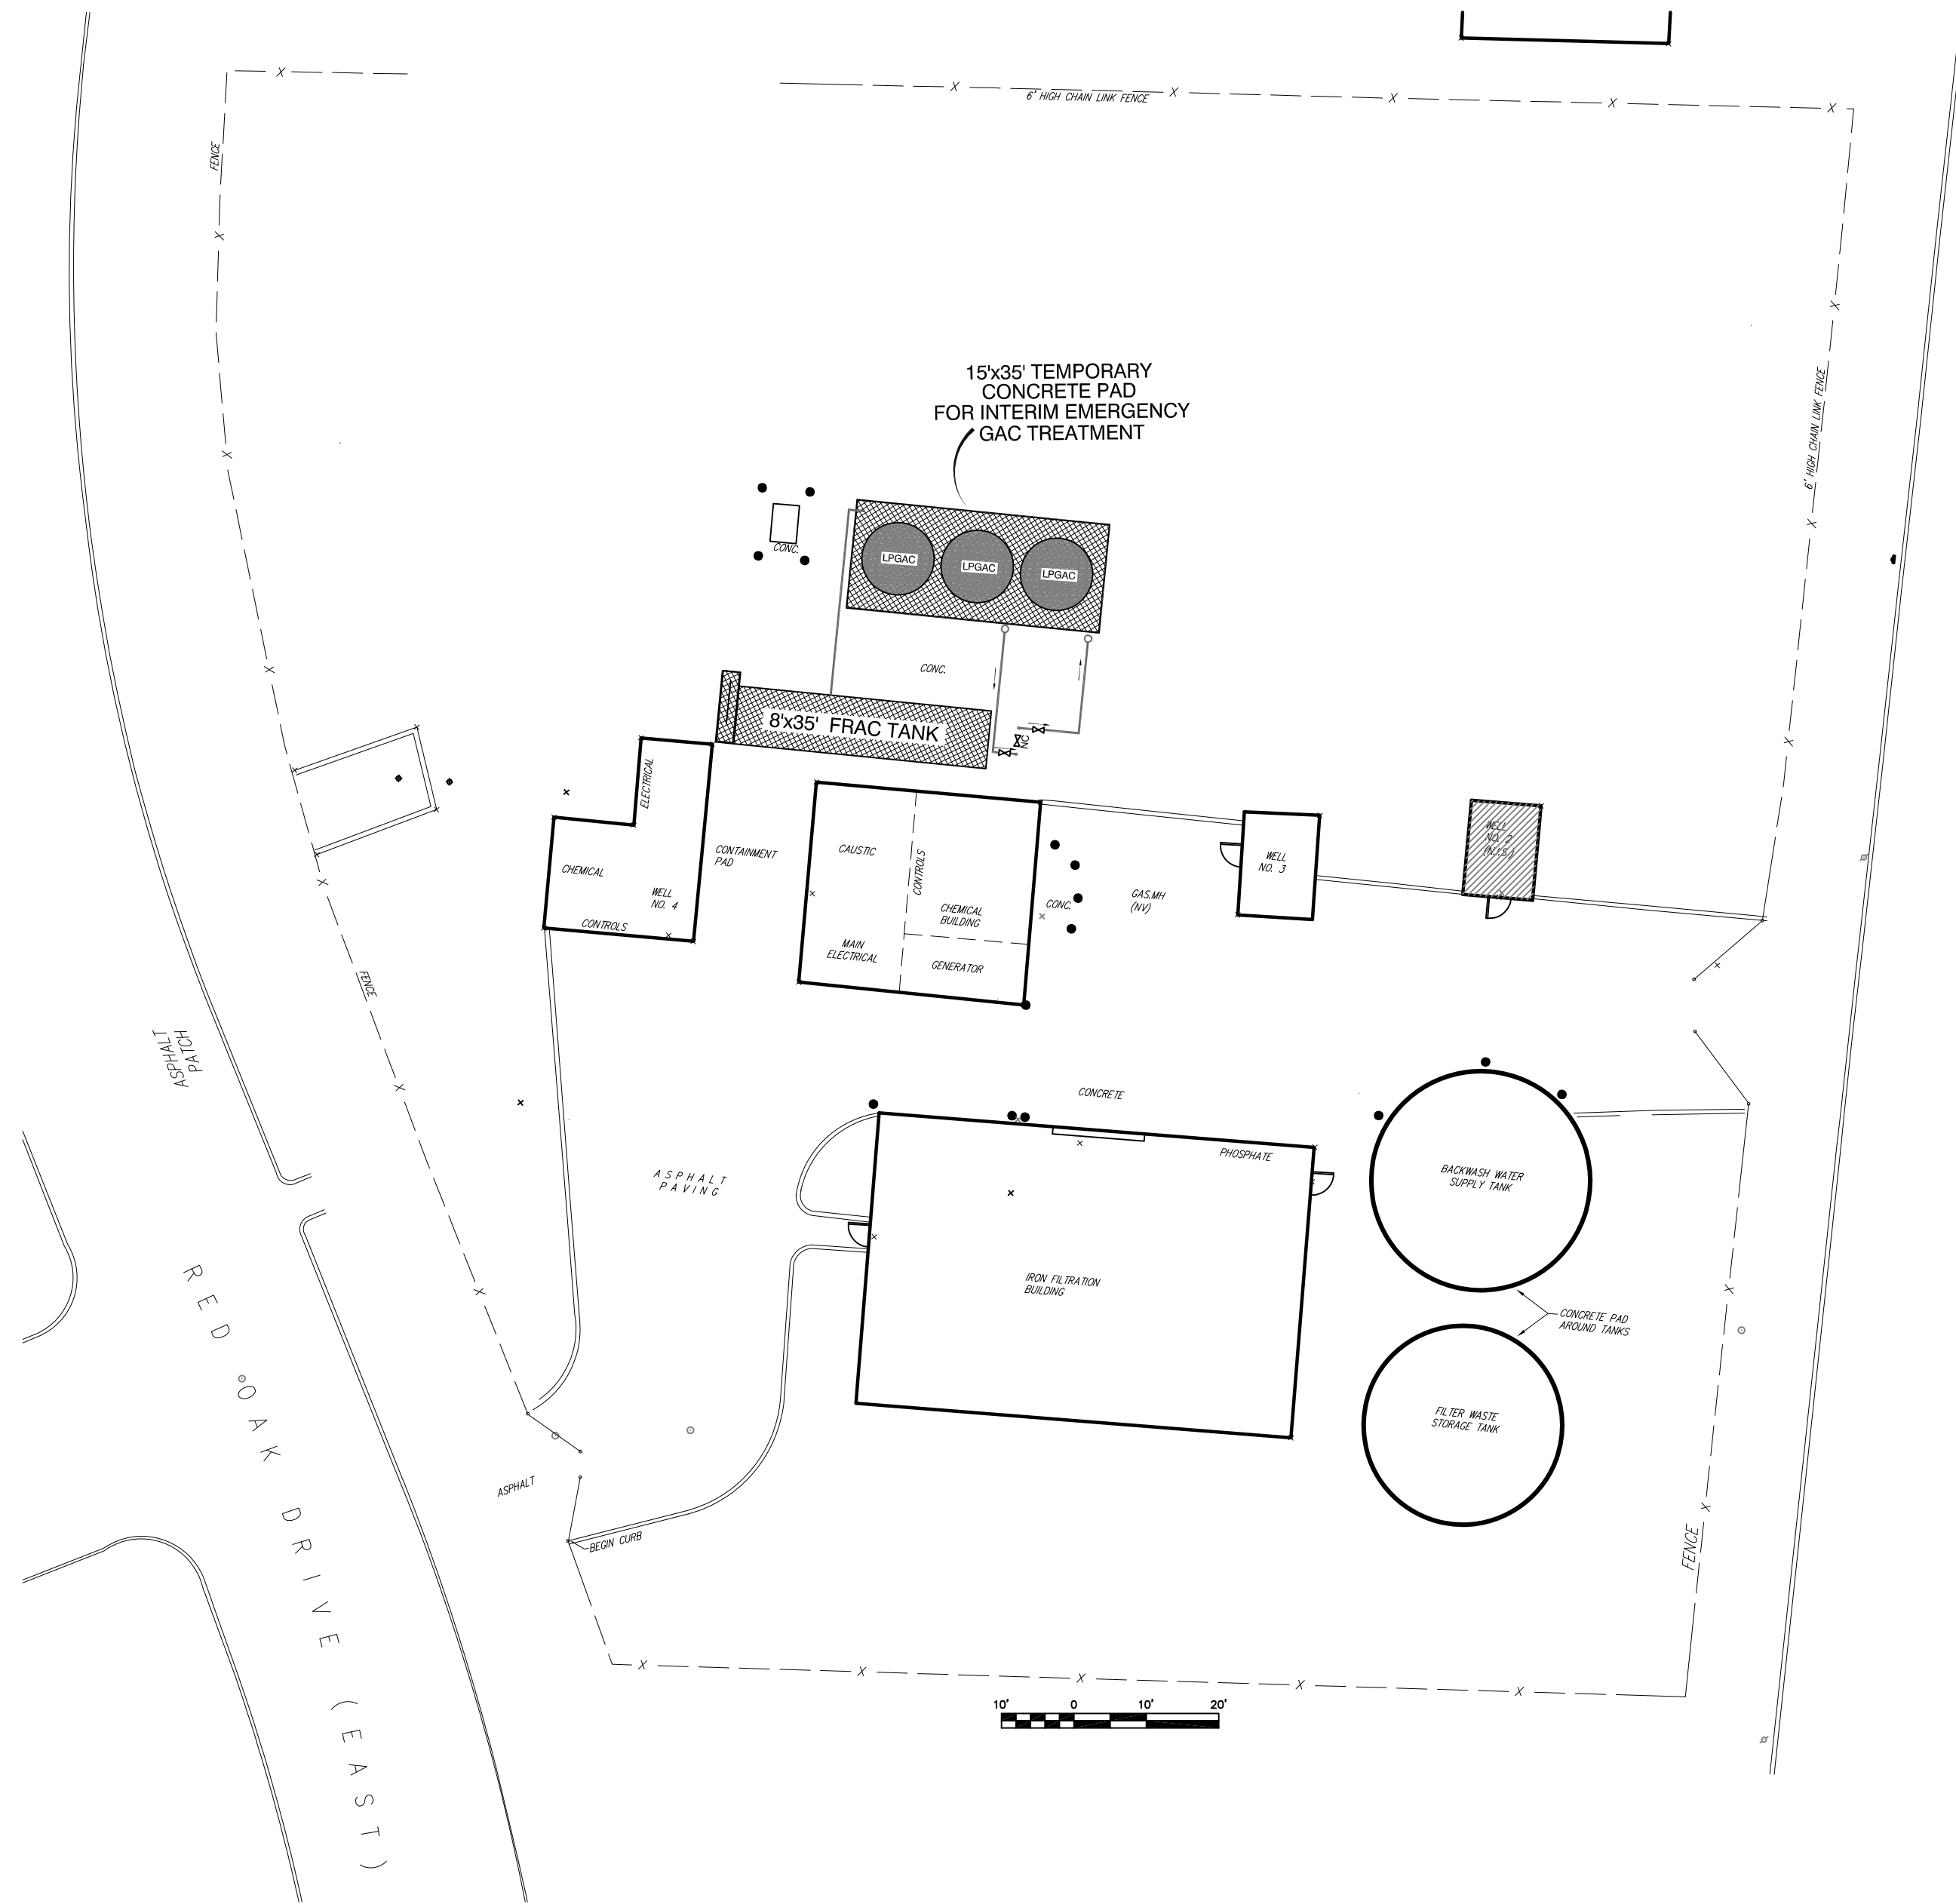 6' HIGH CHAIN LINK FENCE
FENCE
15'x35' TEMPORARY
CONCRETE PAD
FOR INTERIM EMERGENCY
GAC TREATMENT
6' HIGH CHAIN LINK FENCE
CONC.
LPGAC
LPGAC
LPGAC
CONC.
8'x35' FRAC TANK
NC
ELECTRICAL
CHEMICAL
WELL
NO. 4
CONTROLS
CONTAINMENT
PAD
CAUSTIC
CONTROLS
CHEMICAL
BUILDING
MAIN
ELECTRICAL
GENERATOR
CONC.
GAS.MH
(NV)
WELL
NO. 3
WELL
NO. 2
(N.I.S.)
FENCE
ASPHALT
PATCH
CONCRETE
PHOSPHATE
ASPHALT
PAVING
BACKWASH WATER
SUPPLY TANK
IRON FILTRATION
BUILDING
CONCRETE PAD
AROUND TANKS
FILTER WASTE
STORAGE TANK
RED OAK DRIVE (EAST)
ASPHALT
BEGIN CURB
FENCE
10' 0 10' 20'